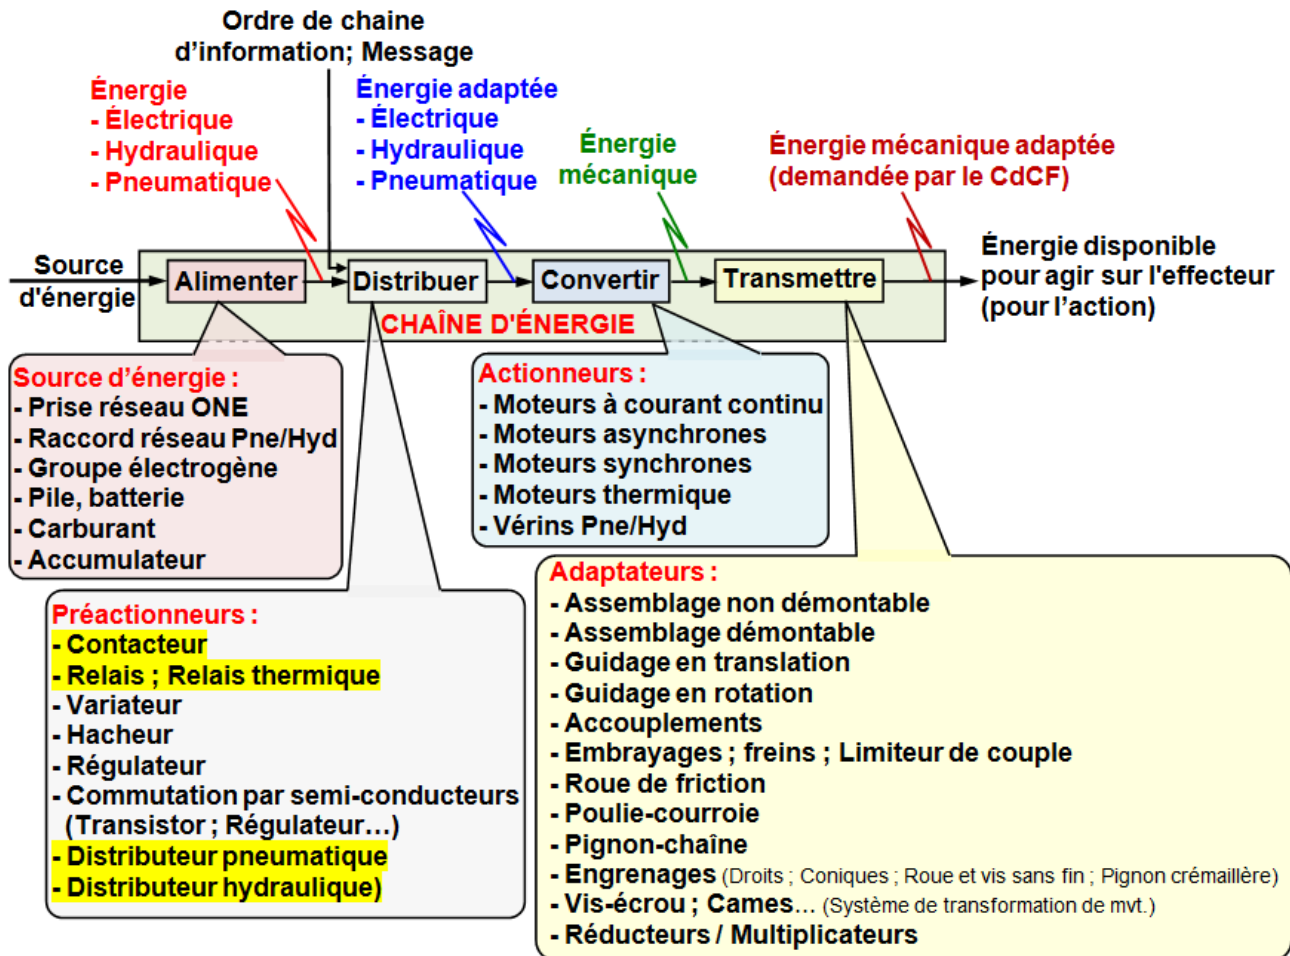 Ordre de chaine
d'information; Message
Énergie
- Électrique
- Hydraulique
- Pneumatique
Énergie adaptée
- Électrique
- Hydraulique
- Pneumatique
Énergie
mécanique
Énergie mécanique adaptée
(demandée par le CdCF)
Source
d'énergie
Alimenter
Distribuer
Convertir
Transmettre
Énergie disponible
pour agir sur l'effecteur
(pour l'action)
CHAÎNE D'ÉNERGIE
Source d'énergie :
- Prise réseau ONE
- Raccord réseau Pne/Hyd
- Groupe électrogène
- Pile, batterie
- Carburant
- Accumulateur
Actionneurs :
- Moteurs à courant continu
- Moteurs asynchrones
- Moteurs synchrones
- Moteurs thermique
- Vérins Pne/Hyd
Préactionneurs :
- Contacteur
- Relais ; Relais thermique
- Variateur
- Hacheur
- Régulateur
- Commutation par semi-conducteurs
(Transistor ; Régulateur…)
- Distributeur pneumatique
- Distributeur hydraulique)
Adaptateurs :
- Assemblage non démontable
- Assemblage démontable
- Guidage en translation
- Guidage en rotation
- Accouplements
- Embrayages ; freins ; Limiteur de couple
- Roue de friction
- Poulie-courroie
- Pignon-chaîne
- Engrenages (Droits ; Coniques ; Roue et vis sans fin ; Pignon crémaillère)
- Vis-écrou ; Cames… (Système de transformation de mvt.)
- Réducteurs / Multiplicateurs